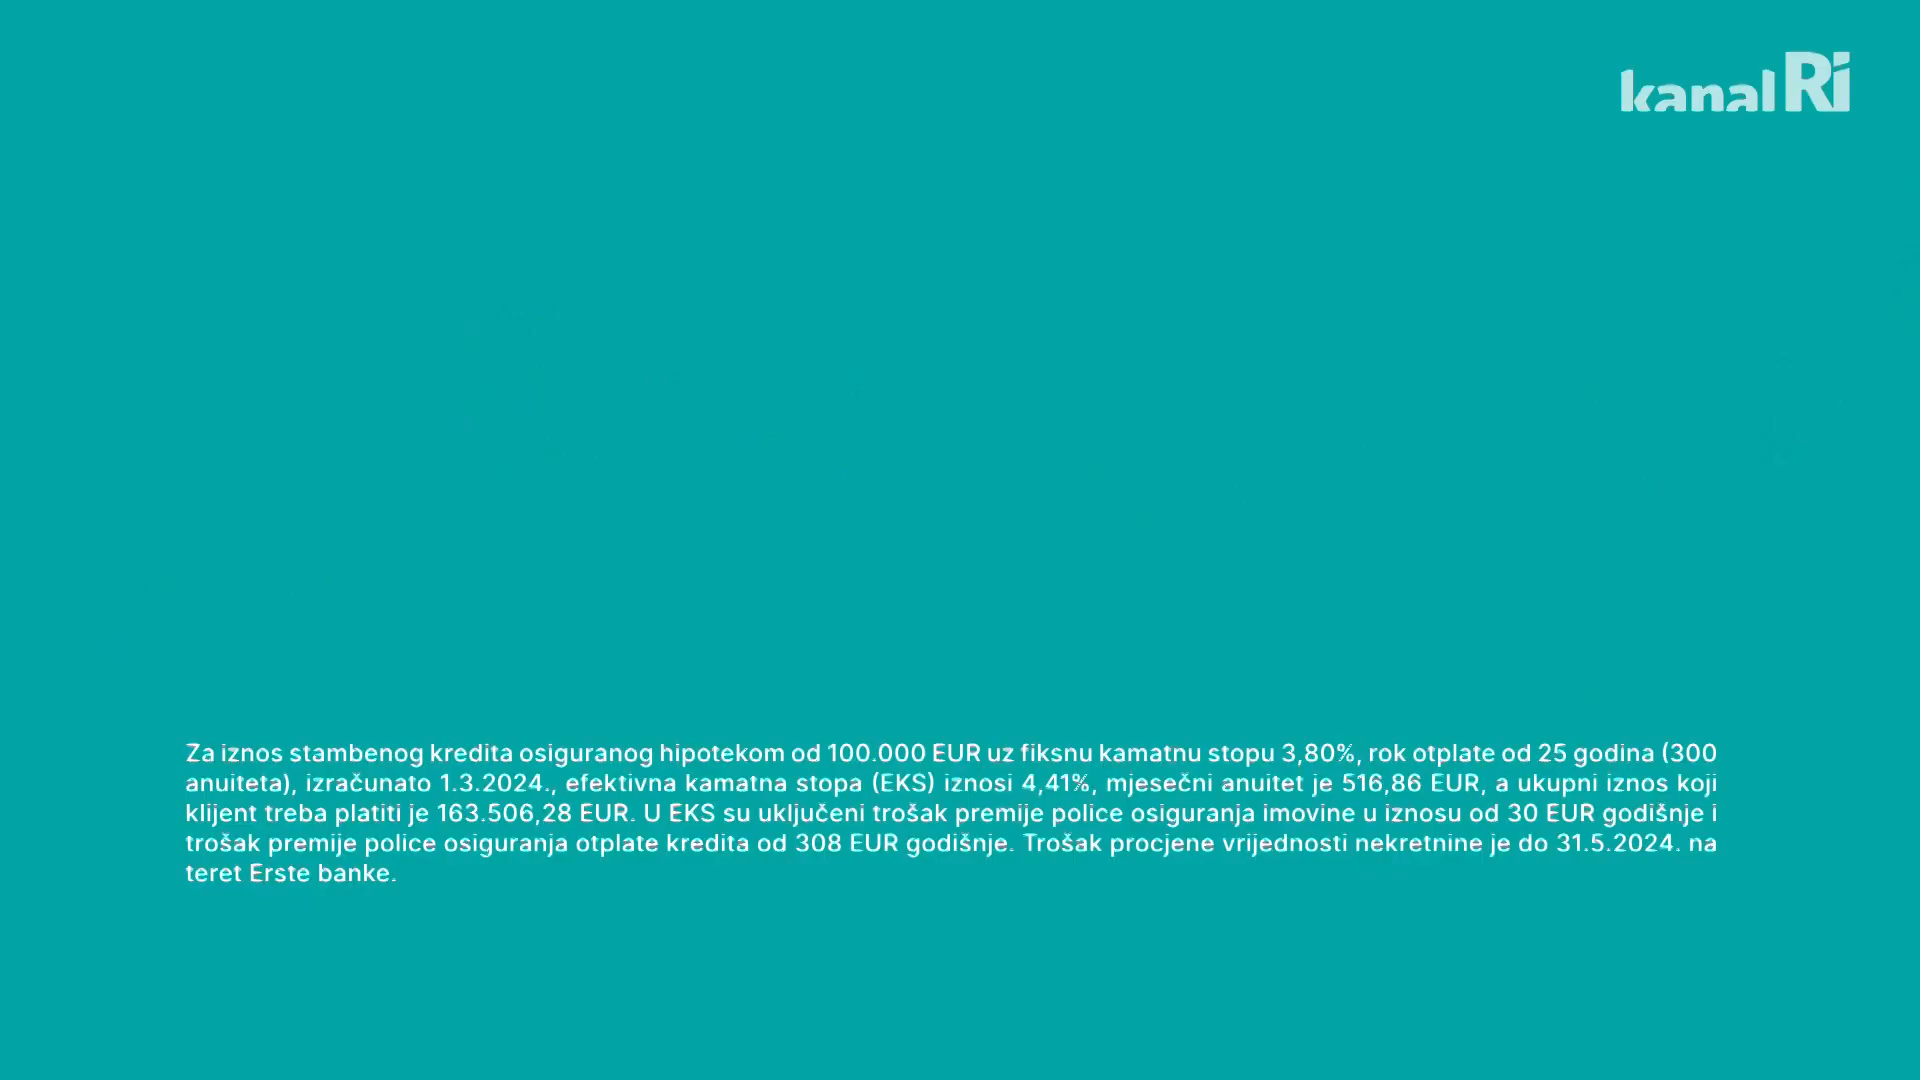 kanal Ri
Za iznos stambenog kredita osiguranog hipotekom od 100.000 EUR uz fiksnu kamatnu stopu 3,80%, rok otplate od 25 godina (300
anuiteta), izračunato 1.3.2024., efektivna kamatna stopa (EKS) iznosi 4,41%, mjesečni anuitet je 516,86 EUR, a ukupni iznos koji
klijent treba platiti je 163.506,28 EUR. U EKS su uključeni trošak premije police osiguranja imovine u iznosu od 30 EUR godišnje i
trošak premije police osiguranja otplate kredita od 308 EUR godišnje. Trošak procjene vrijednosti nekretnine je do 31.5.2024. na
teret Erste banke.